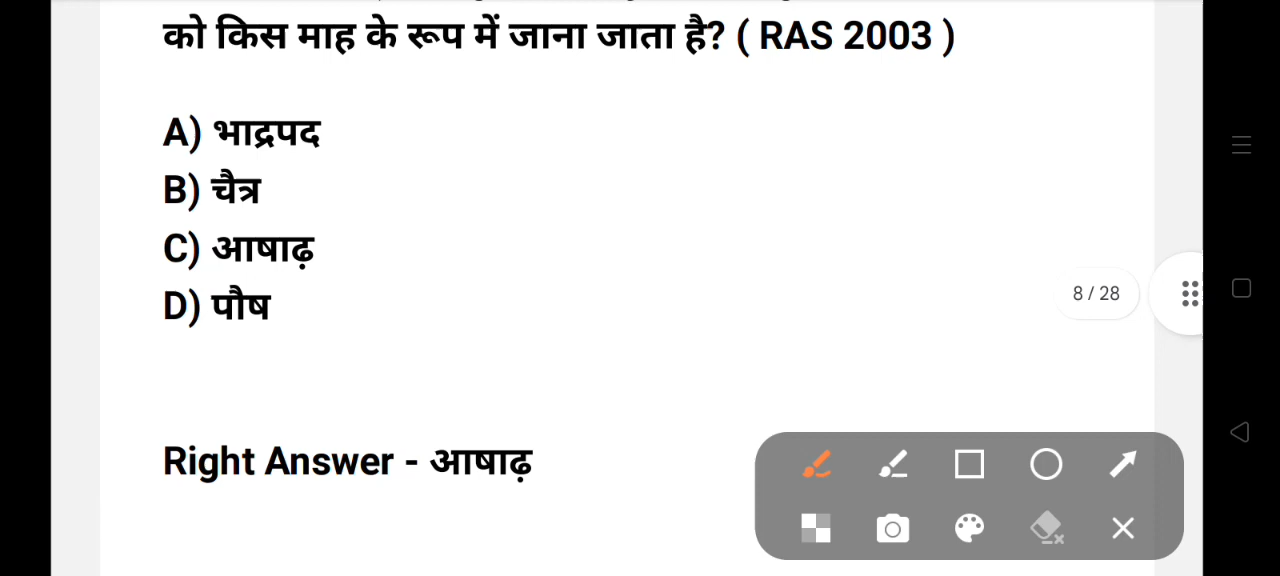 को किस माह के रूप में जाना जाता है? ( RAS 2003 )
A) भाद्रपद
B) चैत्र
C) आषाढ़
D) पौष
8 / 28
Right Answer - आषाढ़